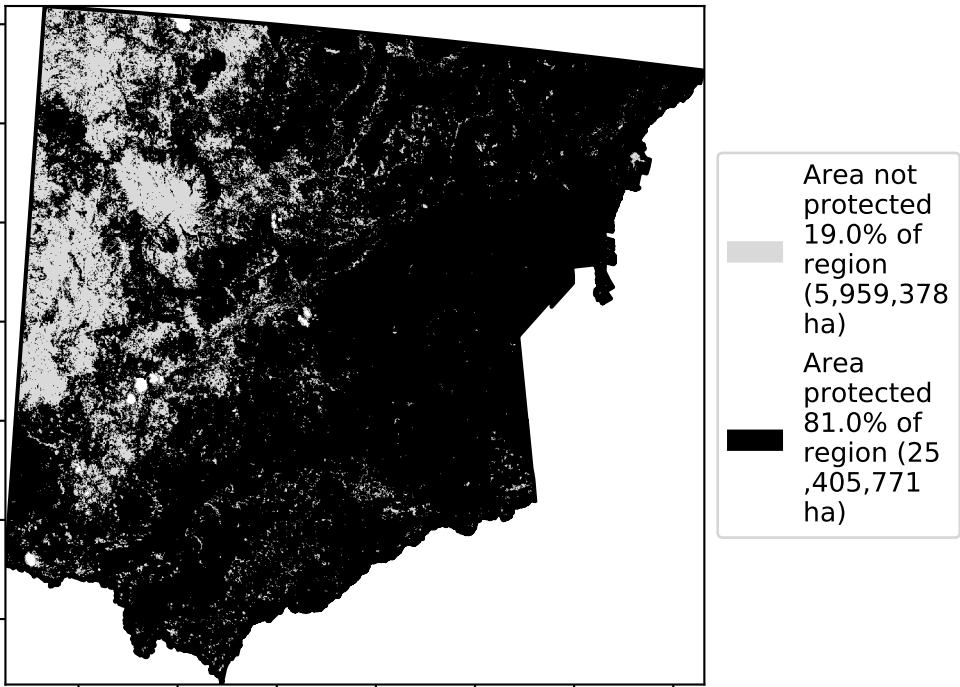 Area not
protected
19.0% of
region
(5,959,378
ha)
Area
protected
81.0% of
region (25
,405,771
ha)